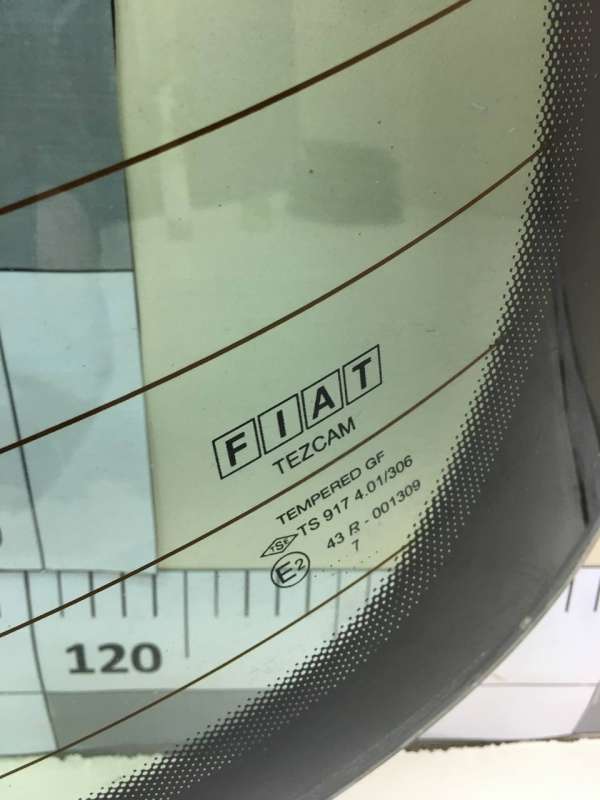 FIAT
TEZCAM
TEMPERED GF
TSE TS 917 4.01/306
E2 43 R - 001309
7
120